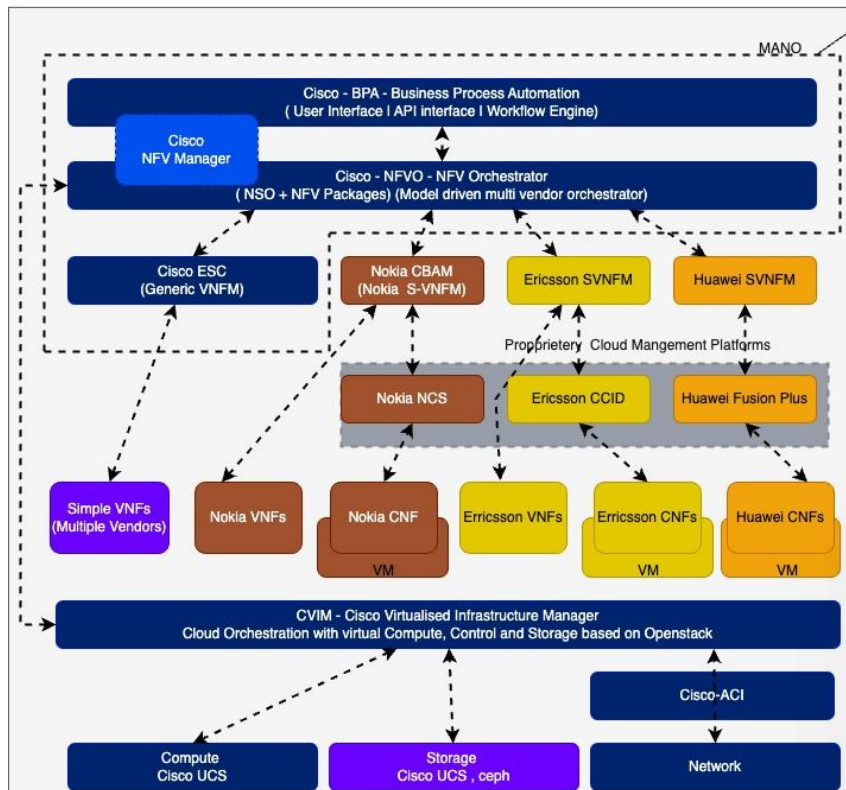 MANO
Cisco - BPA - Business Process Automation
( User Interface I API interface I Workflow Engine)
Cisco
NFV Manager
Cisco - NFVO - NFV Orchestrator
( NSO + NFV Packages) (Model driven multi vendor orchestrator)
Cisco ESC
(Generic VNFM)
Nokia CBAM
(Nokia S-VNFM)
Ericsson SVNFM
Huawei SVNFM
Proprietery Cloud Mangement Platforms
Nokia NCS
Ericsson CCID
Huawei Fusion Plus
Simple VNFs
(Multiple Vendors)
Nokia VNFs
Nokia CNF
VM
Erricsson VNFs
Erricsson CNFs
VM
Huawei CNFs
VM
CVIM - Cisco Virtualised Infrastructure Manager
Cloud Orchestration with virtual Compute, Control and Storage based on Openstack
Cisco-ACI
Compute
Cisco UCS
Storage
Cisco UCS , ceph
Network